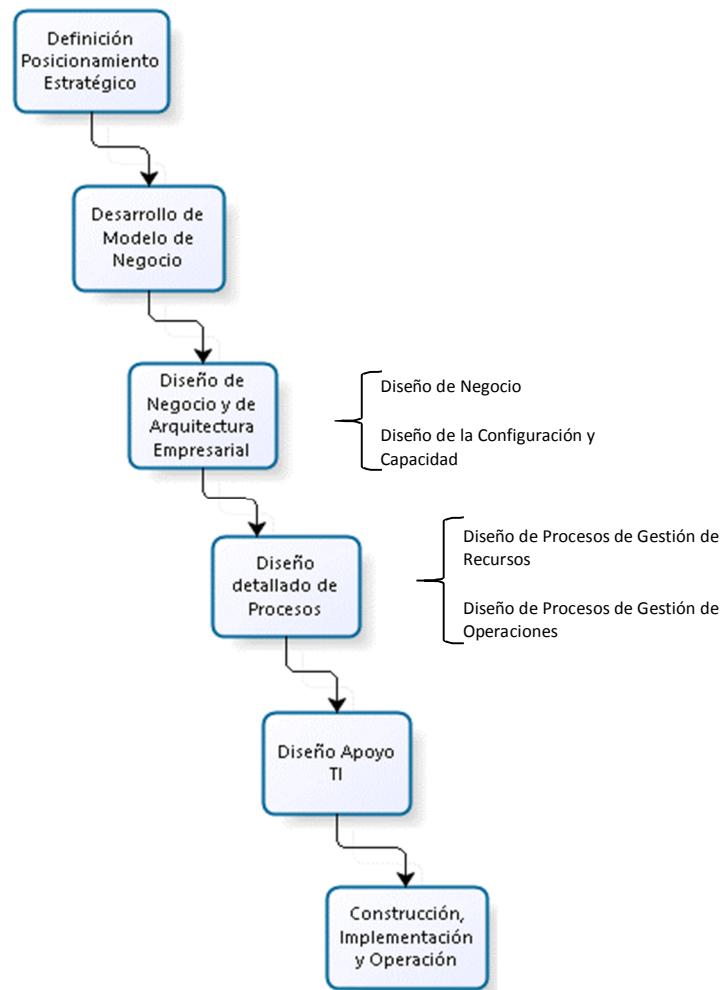 Definición
Posicionamiento
Estratégico
Desarrollo de
Modelo de
Negocio
Diseño de
Negocio y de
Arquitectura
Empresarial
Diseño de Negocio
Diseño de la Configuración y
Capacidad
Diseño
detallado de
Procesos
Diseño de Procesos de Gestión de
Recursos
Diseño de Procesos de Gestión de
Operaciones
Diseño Apoyo
TI
Construcción,
Implementación
y Operación